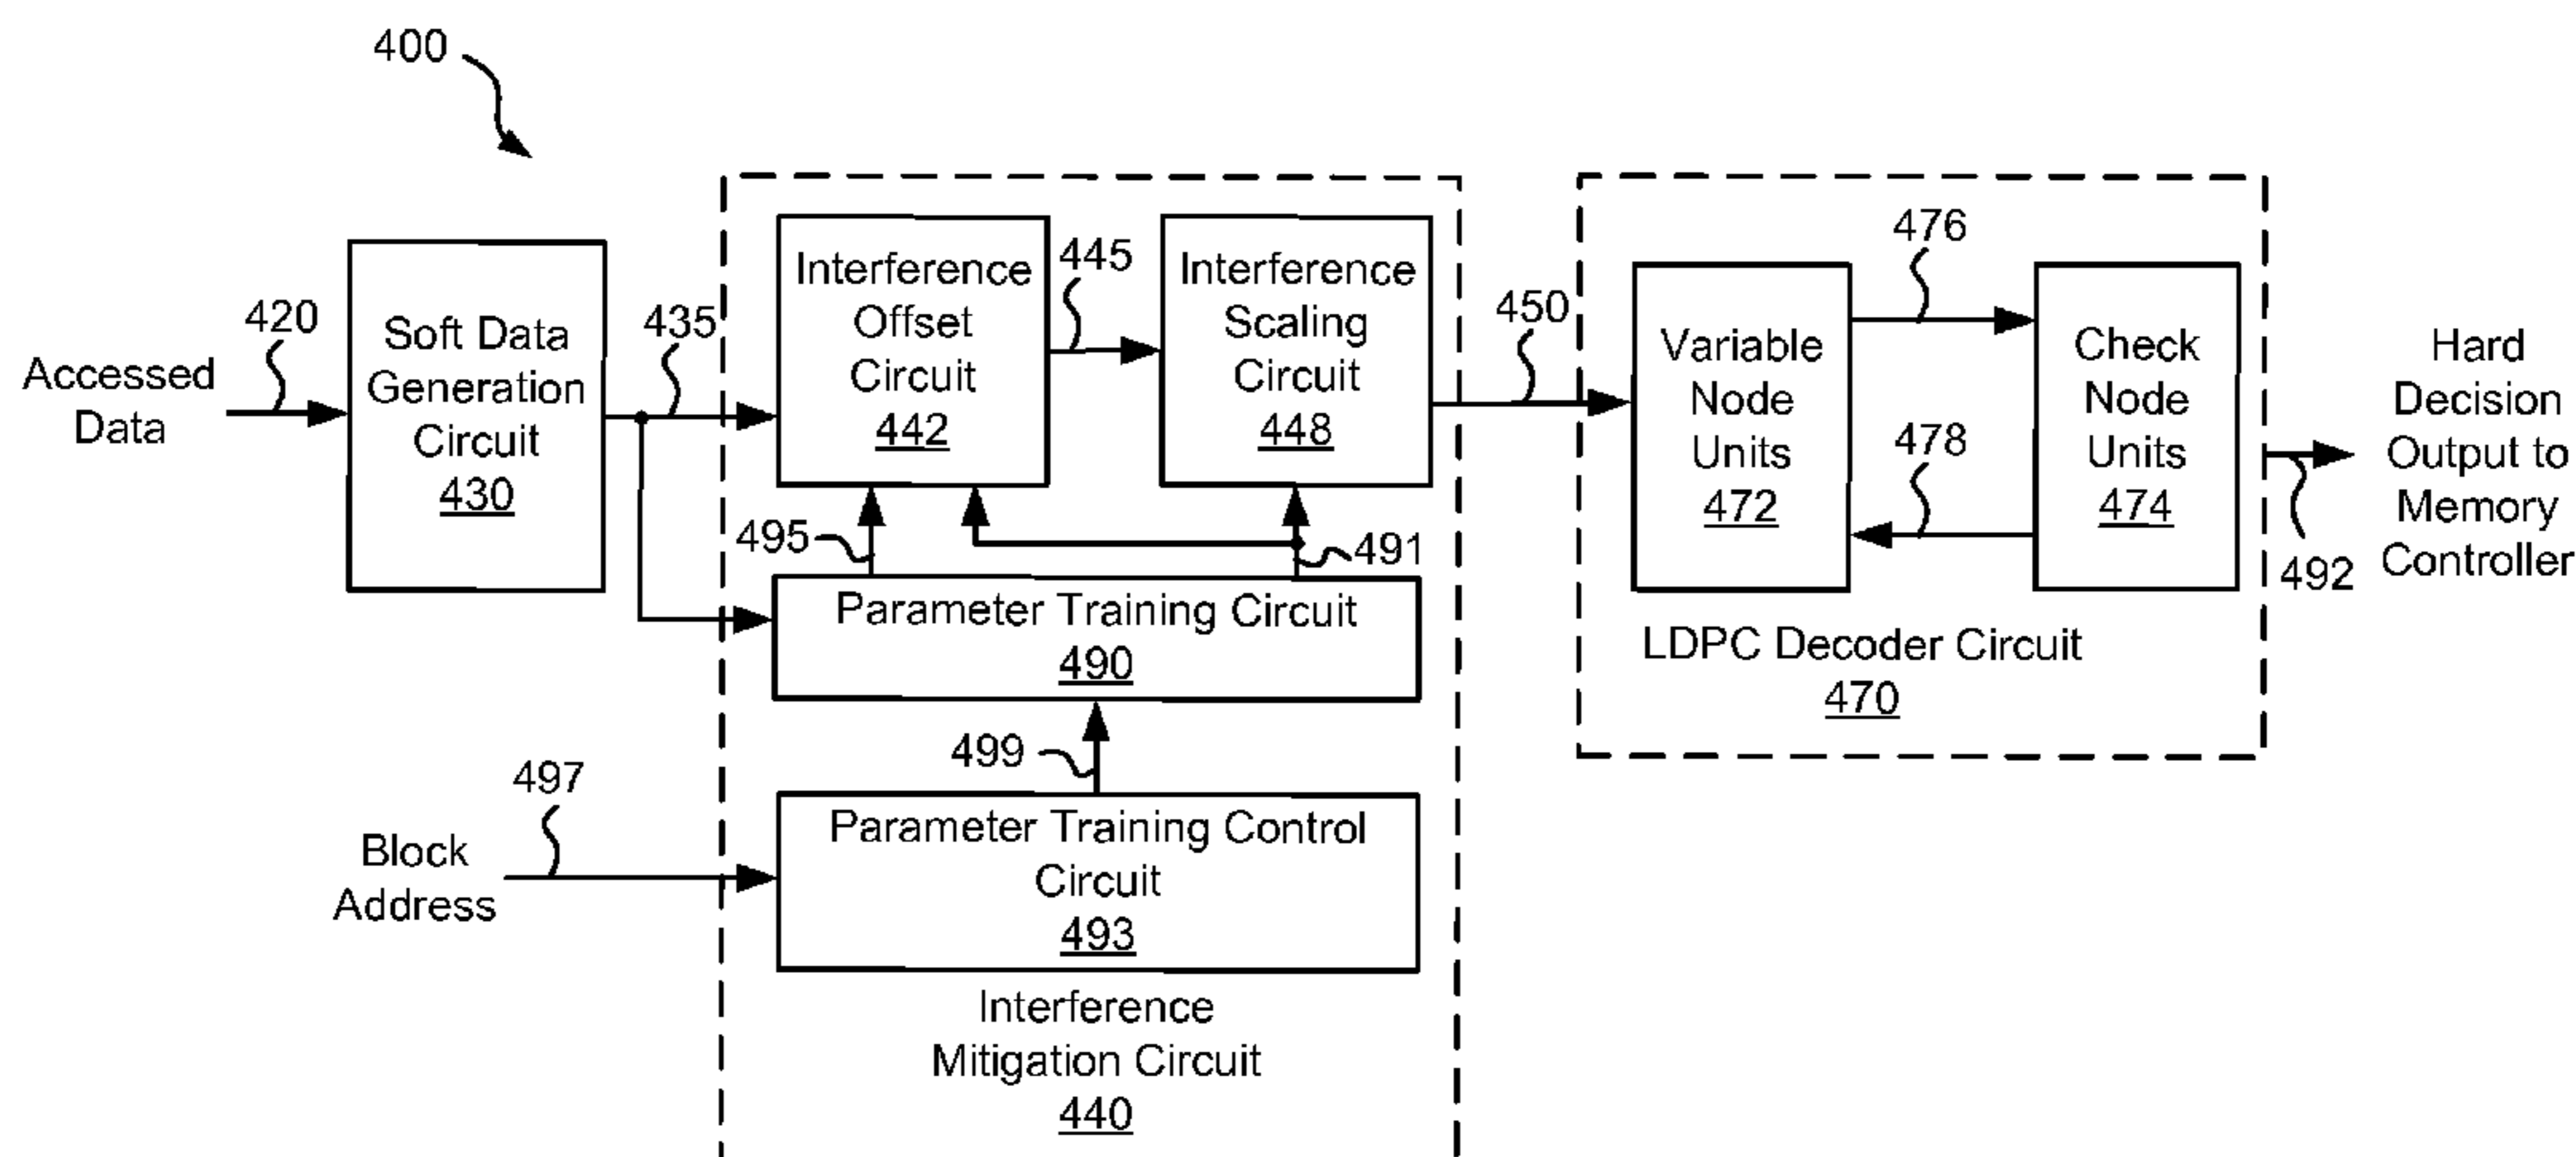 400
Accessed
Data
420
Soft Data
Generation
Circuit
430
435
Interference
Offset
Circuit
442
445
Interference
Scaling
Circuit
448
495
491
Parameter Training Circuit
490
499
497
Block
Address
Parameter Training Control
Circuit
493
Interference
Mitigation Circuit
440
450
Variable
Node
Units
472
476
478
Check
Node
Units
474
LDPC Decoder Circuit
470
492
Hard
Decision
Output to
Memory
Controller